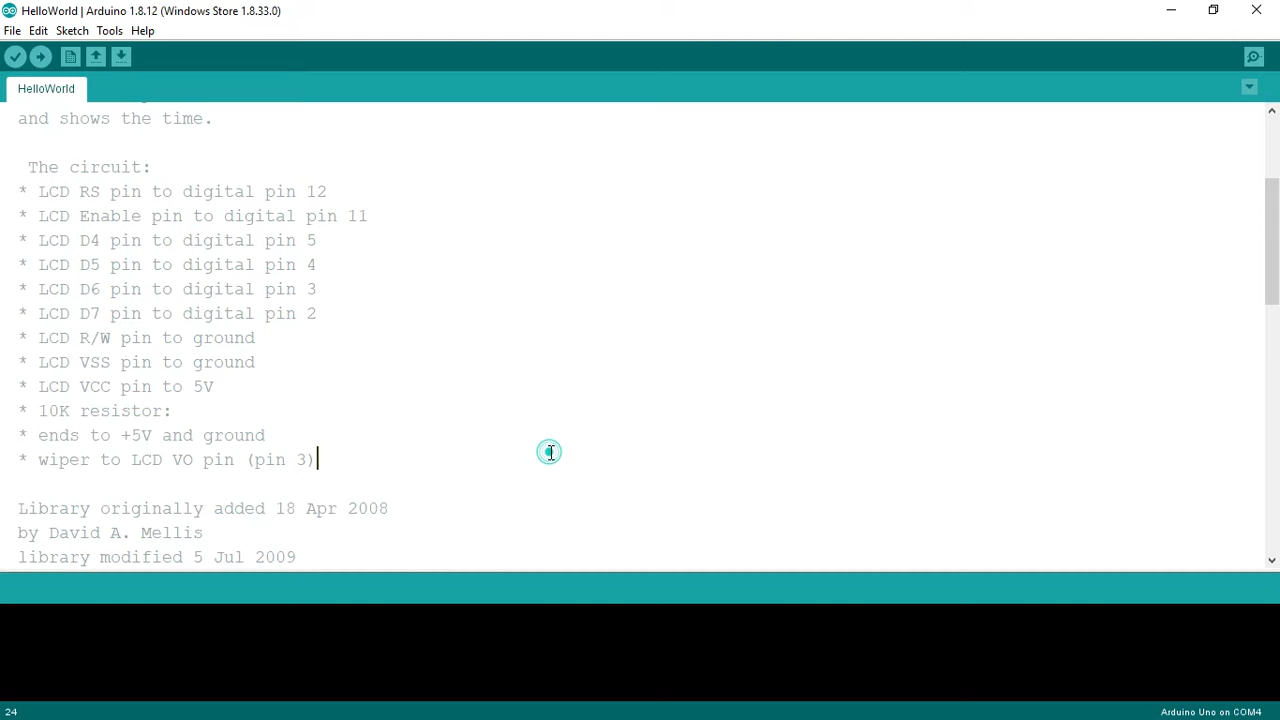 HelloWorld | Arduino 1.8.12 (Windows Store 1.8.33.0)
File Edit Sketch Tools Help
HelloWorld
and shows the time.
The circuit:
* LCD RS pin to digital pin 12
* LCD Enable pin to digital pin 11
* LCD D4 pin to digital pin 5
* LCD D5 pin to digital pin 4
* LCD D6 pin to digital pin 3
* LCD D7 pin to digital pin 2
* LCD R/W pin to ground
* LCD VSS pin to ground
* LCD VCC pin to 5V
* 10K resistor:
* ends to +5V and ground
* wiper to LCD VO pin (pin 3)
Library originally added 18 Apr 2008
by David A. Mellis
library modified 5 Jul 2009
24 Arduino Uno on COM4